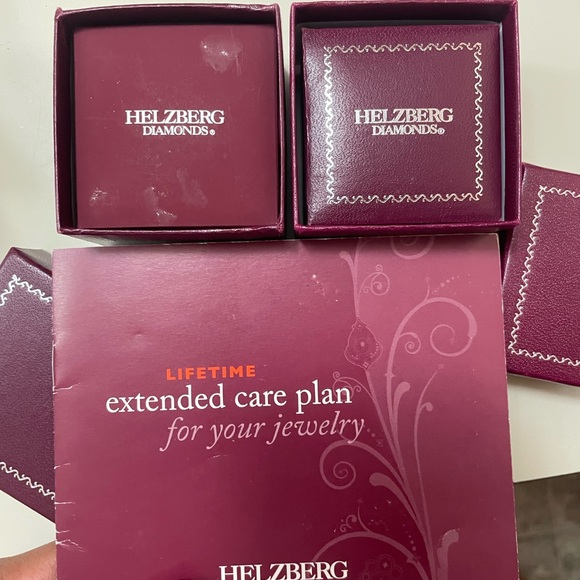 HELZBERG
DIAMONDS®
HELZBERG
DIAMONDS®
LIFETIME
extended care plan
for your jewelry
HELZBERG